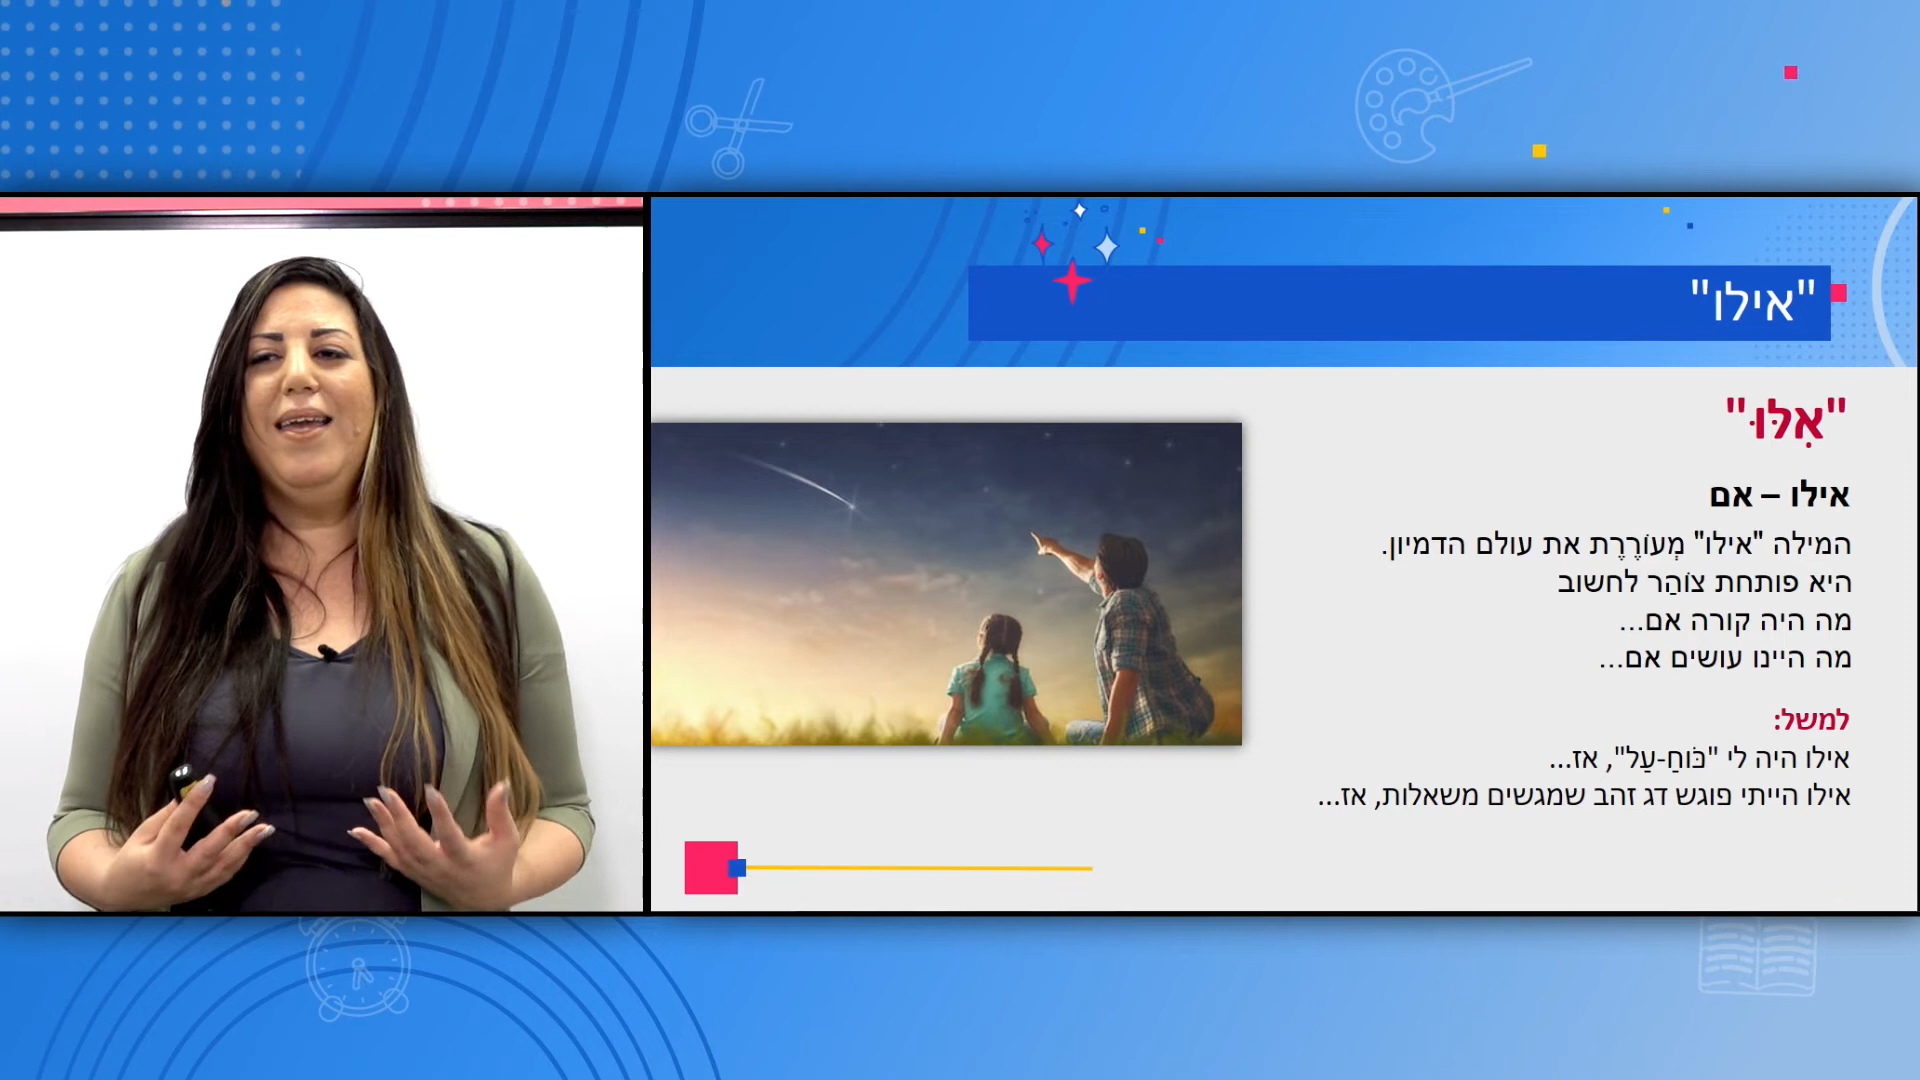 "אילו"
"אִלּוּ"
אילו – אם
המילה "אילו" מְעוֹרֶרֶת את עולם הדמיון.
היא פותחת צוֹהַר לחשוב
מה היה קורה אם...
מה היינו עושים אם...
למשל:
אילו היה לי "כּוֹחַ-עַל", אז...
אילו הייתי פוגש דג זהב שמגשים משאלות, אז...